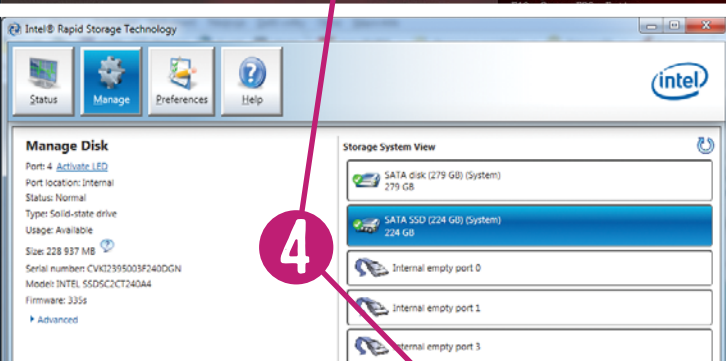 Intel® Rapid Storage Technology
Status
Manage
Preferences
Help
intel
Manage Disk
Port: 4 Activate LED
Port location: Internal
Status: Normal
Type: Solid-state drive
Usage: Available
Size: 228 937 MB
Serial number: CVKI2395003F240DGN
Model: INTEL SSDSC2CT240A4
Firmware: 335s
Advanced
4
Storage System View
SATA disk (279 GB) (System)
279 GB
SATA SSD (224 GB) (System)
224 GB
Internal empty port 0
Internal empty port 1
Internal empty port 3